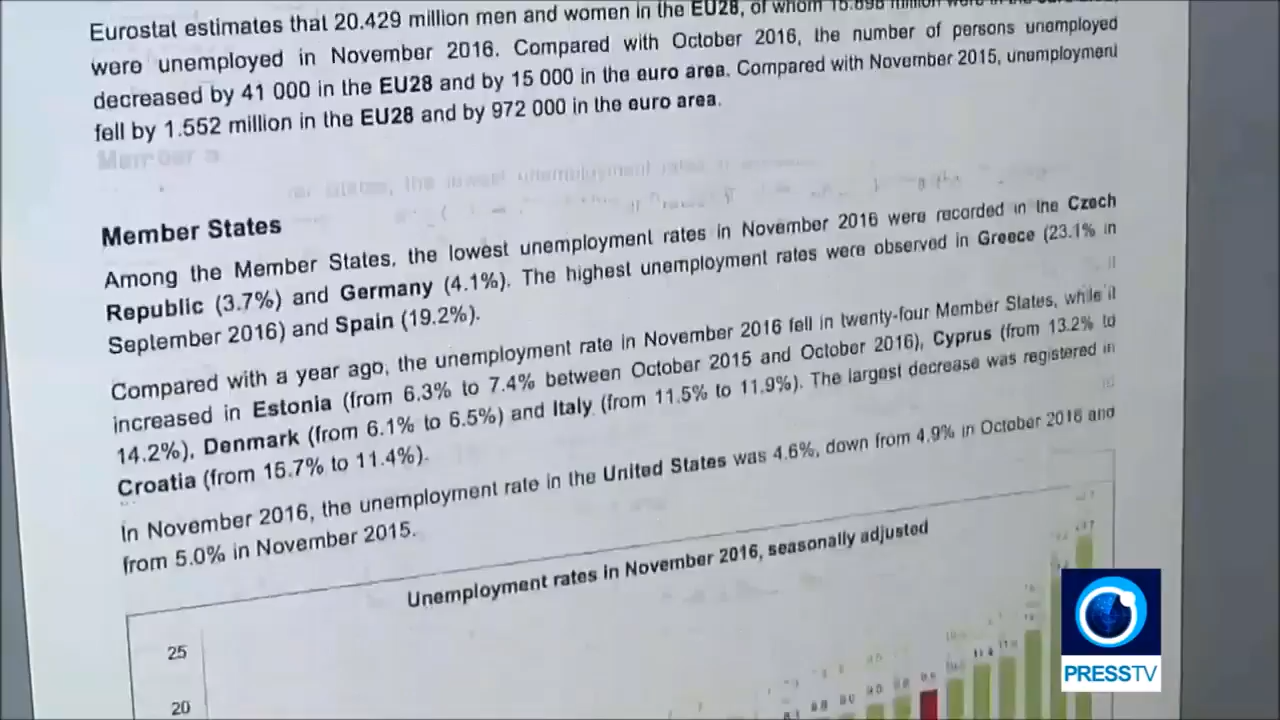 Eurostat estimates that 20.429 million men and women in the EU28, of whom 15.898 million were in the
were unemployed in November 2016. Compared with October 2016, the number of persons unemployed
decreased by 41 000 in the EU28 and by 15 000 in the euro area. Compared with November 2015, unemployment
fell by 1.552 million in the EU28 and by 972 000 in the euro area.
Member States
Among the Member States, the lowest unemployment rates in November 2016 were recorded in the Czech
Republic (3.7%) and Germany (4.1%). The highest unemployment rates were observed in Greece (23.1% in
September 2016) and Spain (19.2%).
Compared with a year ago, the unemployment rate in November 2016 fell in twenty-four Member States, while it
increased in Estonia (from 6.3% to 7.4% between October 2015 and October 2016), Cyprus (from 13.2% to
14.2%), Denmark (from 6.1% to 6.5%) and Italy (from 11.5% to 11.9%). The largest decrease was registered in
Croatia (from 15.7% to 11.4%).
In November 2016, the unemployment rate in the United States was 4.6%, down from 4.9% in October 2016 and
from 5.0% in November 2015.
Unemployment rates in November 2016, seasonally adjusted
25
20
PRESSTV